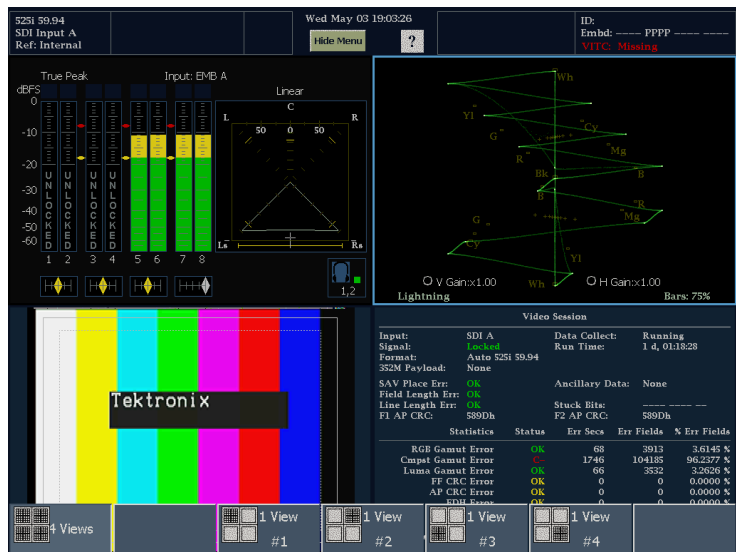 525i 59.94
SDI Input A
Ref: Internal
Wed May 03 19:03:26
Hide Menu
?
ID:
Embd: ---- PPPP ---- ----
VITC: Missing
True Peak
Input: EMB A
dBFS
0
-10
-20
-30
-40
-50
-60
UNLOCKED
UNLOCKED
UNLOCKED
UNLOCKED
1 2 3 4 5 6 7 8
Linear
C
L
R
50 0 50
Ls
Rs
1,2
Wh
Yl
Cy
G
R
Mg
Bk
B
B
R
Mg
G
Cy
Yl
Wh
V Gain:x1.00
H Gain:x1.00
Lightning
Bars: 75%
Tektronix
Video Session
Input: SDI A Data Collect: Running
Signal: Locked Run Time: 1 d, 01:18:28
Format: Auto 525i 59.94
352M Payload: None
SAV Place Err: OK Ancillary Data: None
Field Length Err: OK
Line Length Err: OK Stuck Bits: ---- ---- --
F1 AP CRC: 589Dh F2 AP CRC: 589Dh
Statistics Status Err Secs Err Fields % Err Fields
RGB Gamut Error OK 68 3913 3.6145 %
Cmpst Gamut Error C- 1746 104185 96.2377 %
Luma Gamut Error OK 66 3532 3.2626 %
FF CRC Error OK 0 0 0.0000 %
AP CRC Error OK 0 0 0.0000 %
EDH Error OK 0 0 0.0000 %
4 Views
1 View
#1
1 View
#2
1 View
#3
1 View
#4